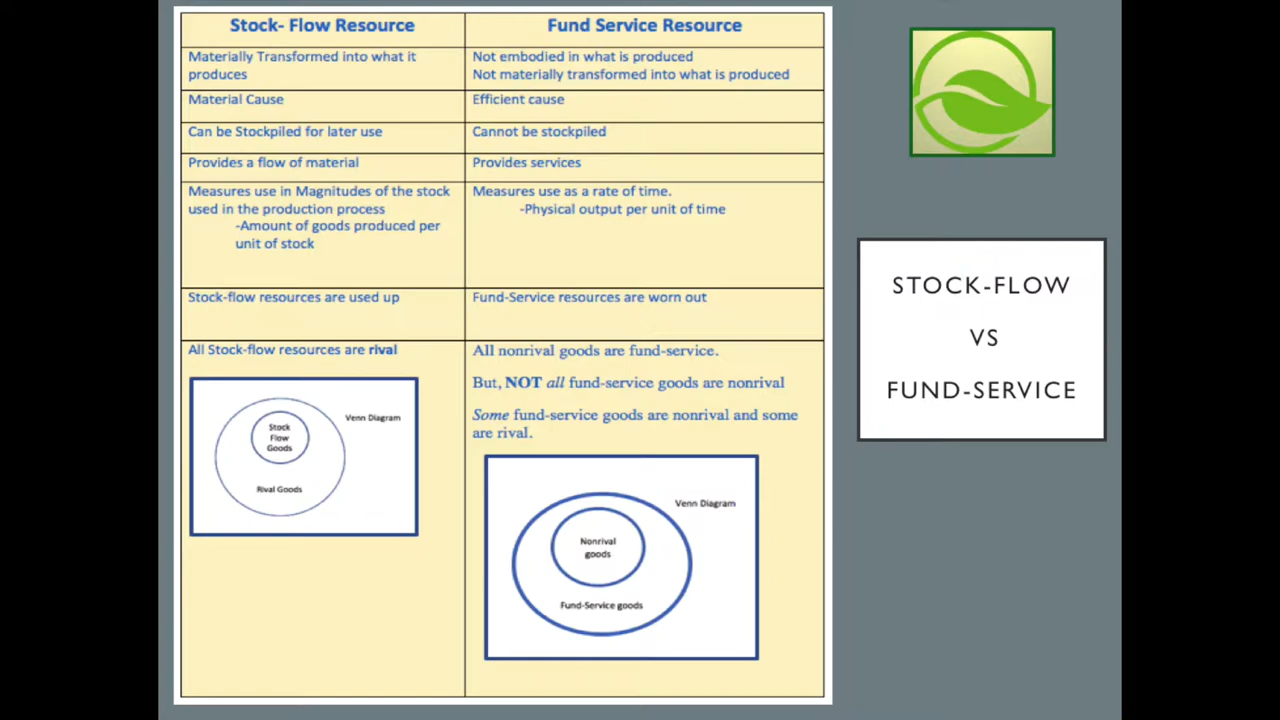 Stock- Flow Resource
Fund Service Resource
Materially Transformed into what it
produces
Not embodied in what is produced
Not materially transformed into what is produced
Material Cause
Efficient cause
Can be Stockpiled for later use
Cannot be stockpiled
Provides a flow of material
Provides services
Measures use in Magnitudes of the stock
used in the production process
-Amount of goods produced per
unit of stock
Measures use as a rate of time.
-Physical output per unit of time
Stock-flow resources are used up
Fund-Service resources are worn out
All Stock-flow resources are rival
Venn Diagram
Stock
Flow
Goods
Rival Goods
All nonrival goods are fund-service.
But, NOT all fund-service goods are nonrival
Some fund-service goods are nonrival and some
are rival.
Venn Diagram
Nonrival
goods
Fund-Service goods
STOCK-FLOW
VS
FUND-SERVICE